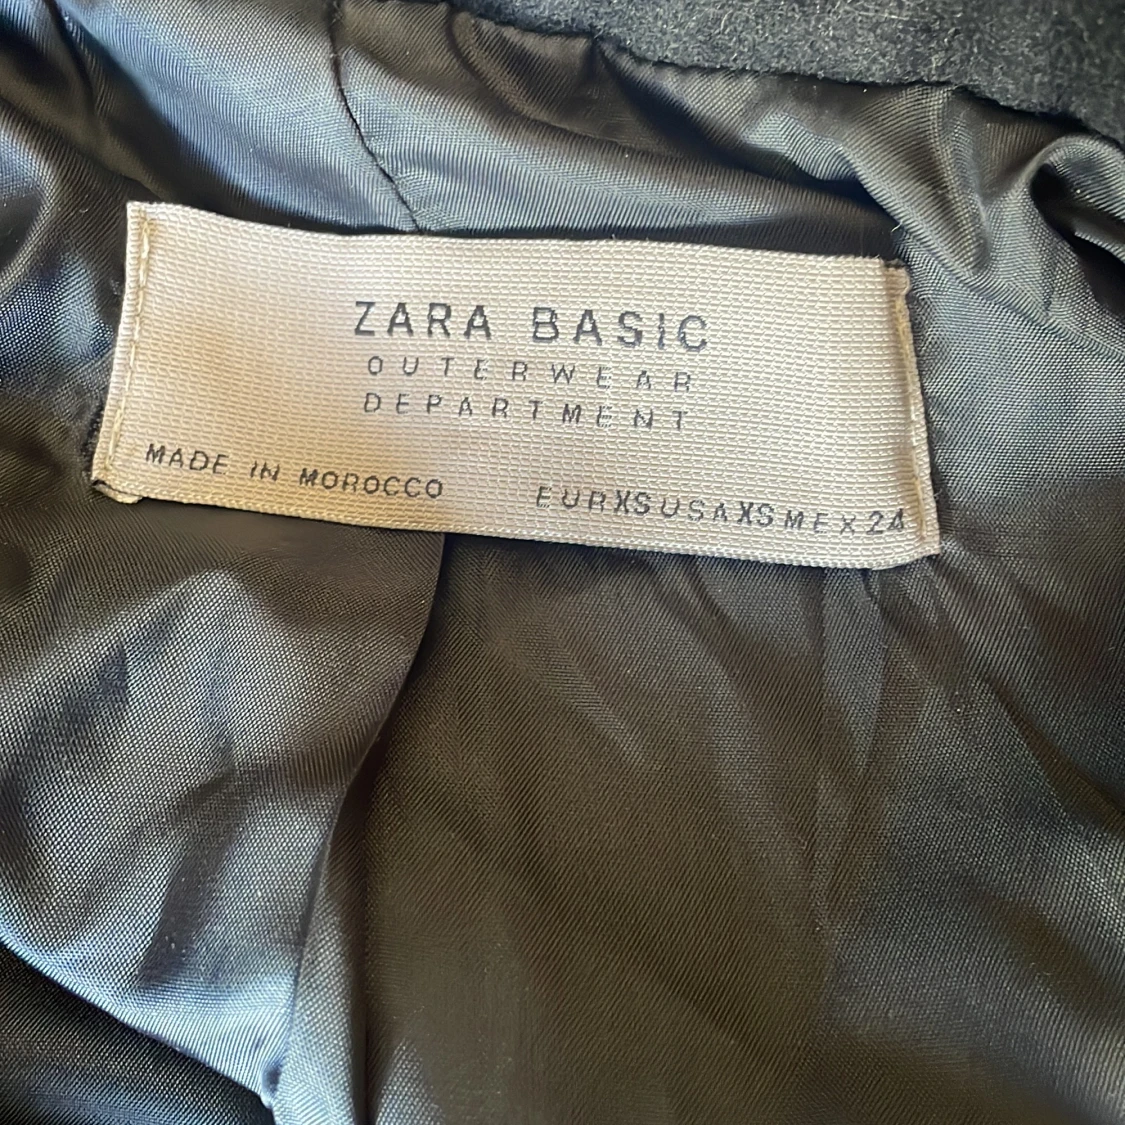 ZARA BASIC
OUTERWEAR
DEPARTMENT
MADE IN MOROCCO EUR XS USA XS MEX 24